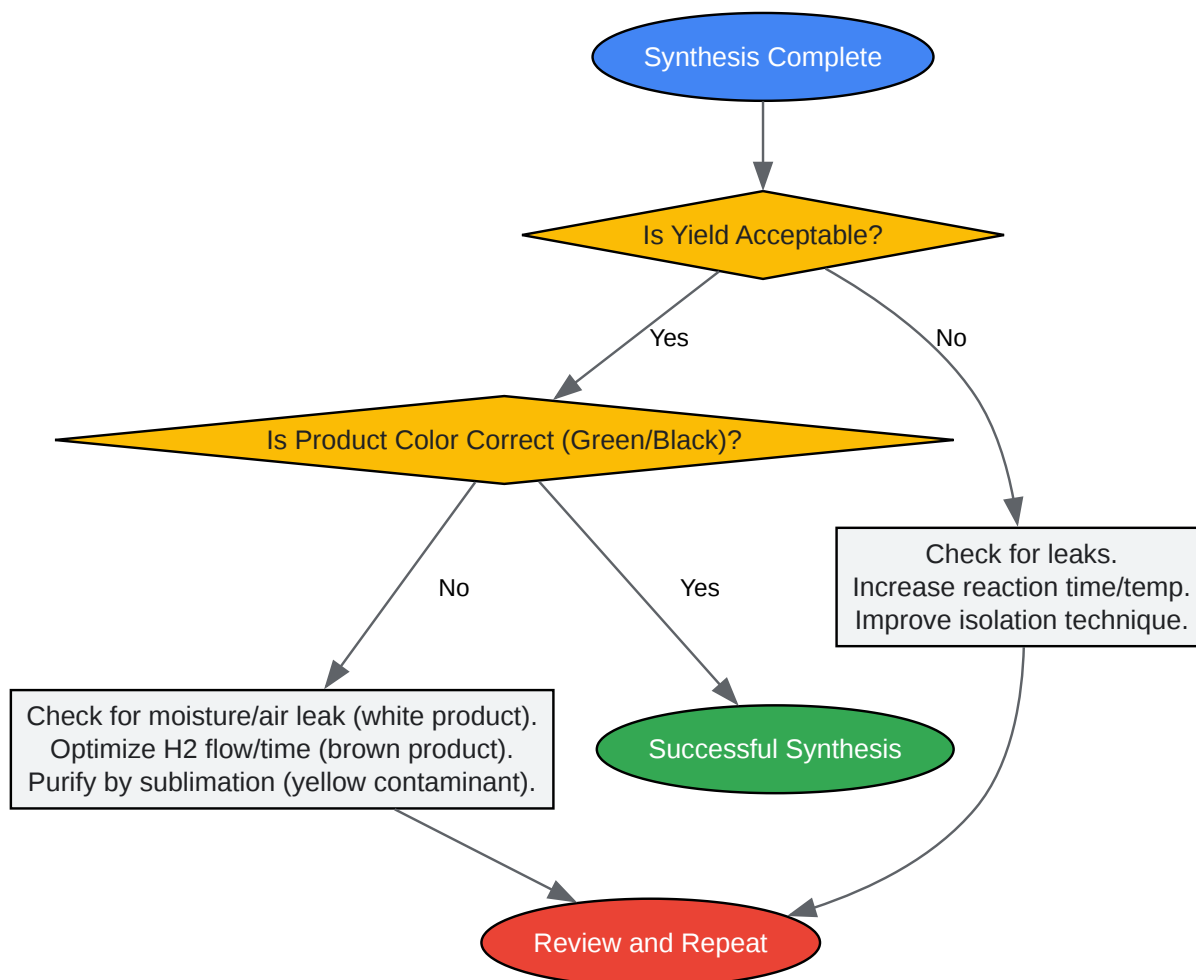 Synthesis Complete
Is Yield Acceptable?
Yes
No
Is Product Color Correct (Green/Black)?
No
Yes
Check for leaks.
Increase reaction time/temp.
Improve isolation technique.
Check for moisture/air leak (white product).
Optimize H2 flow/time (brown product).
Purify by sublimation (yellow contaminant).
Successful Synthesis
Review and Repeat